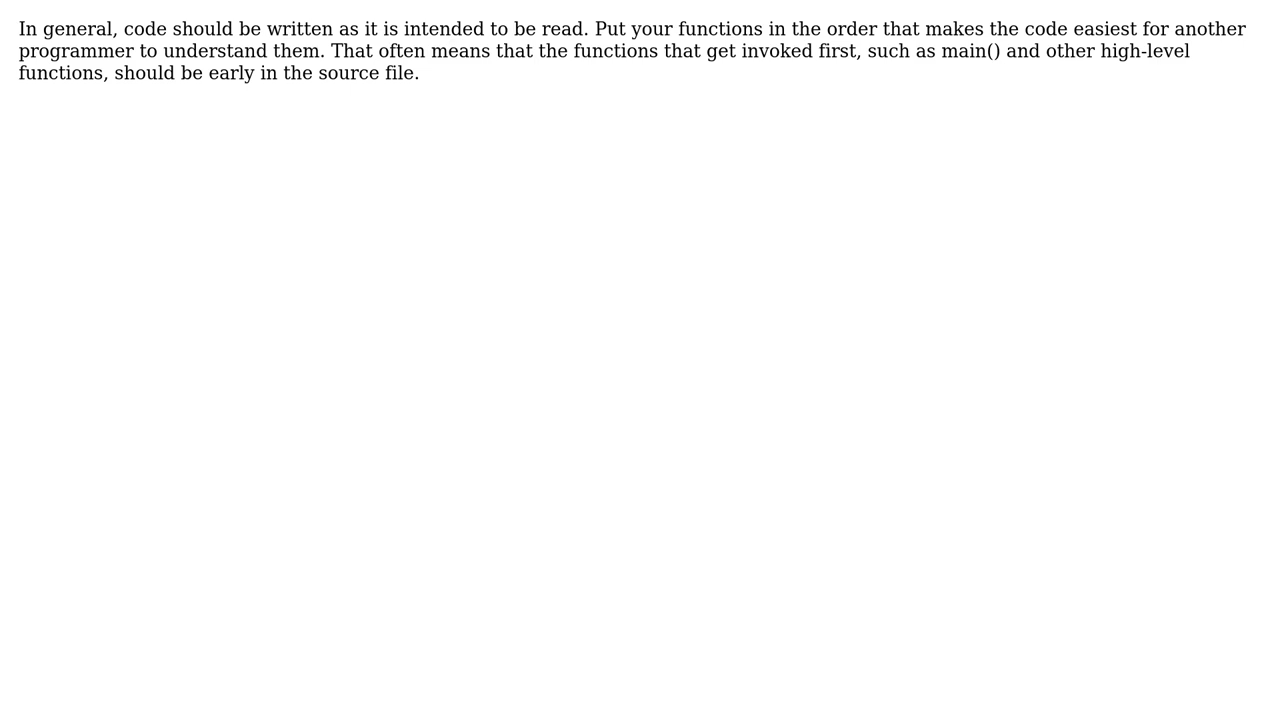 In general, code should be written as it is intended to be read. Put your functions in the order that makes the code easiest for another
programmer to understand them. That often means that the functions that get invoked first, such as main() and other high-level
functions, should be early in the source file.